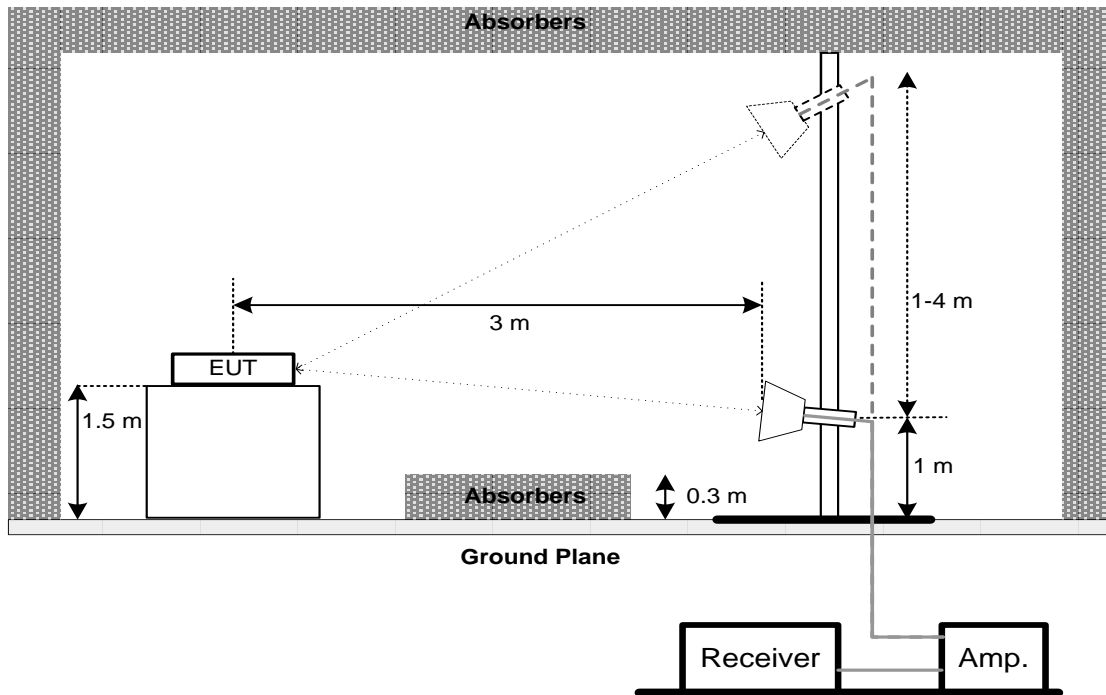 Absorbers
1-4 m
3 m
EUT
1.5 m
1 m
Absorbers
0.3 m
Ground Plane
Receiver
Amp.